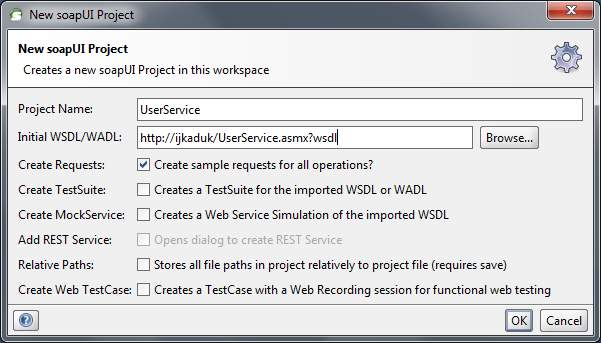 New soapUI Project
New soapUI Project
Creates a new soapUI Project in this workspace
Project Name: UserService
Initial WSDL/WADL: http://ijkaduk/UserService.asmx?wsdl Browse...
Create Requests: Create sample requests for all operations?
Create TestSuite: Creates a TestSuite for the imported WSDL or WADL
Create MockService: Creates a Web Service Simulation of the imported WSDL
Add REST Service: Opens dialog to create REST Service
Relative Paths: Stores all file paths in project relatively to project file (requires save)
Create Web TestCase: Creates a TestCase with a Web Recording session for functional web testing
? OK Cancel